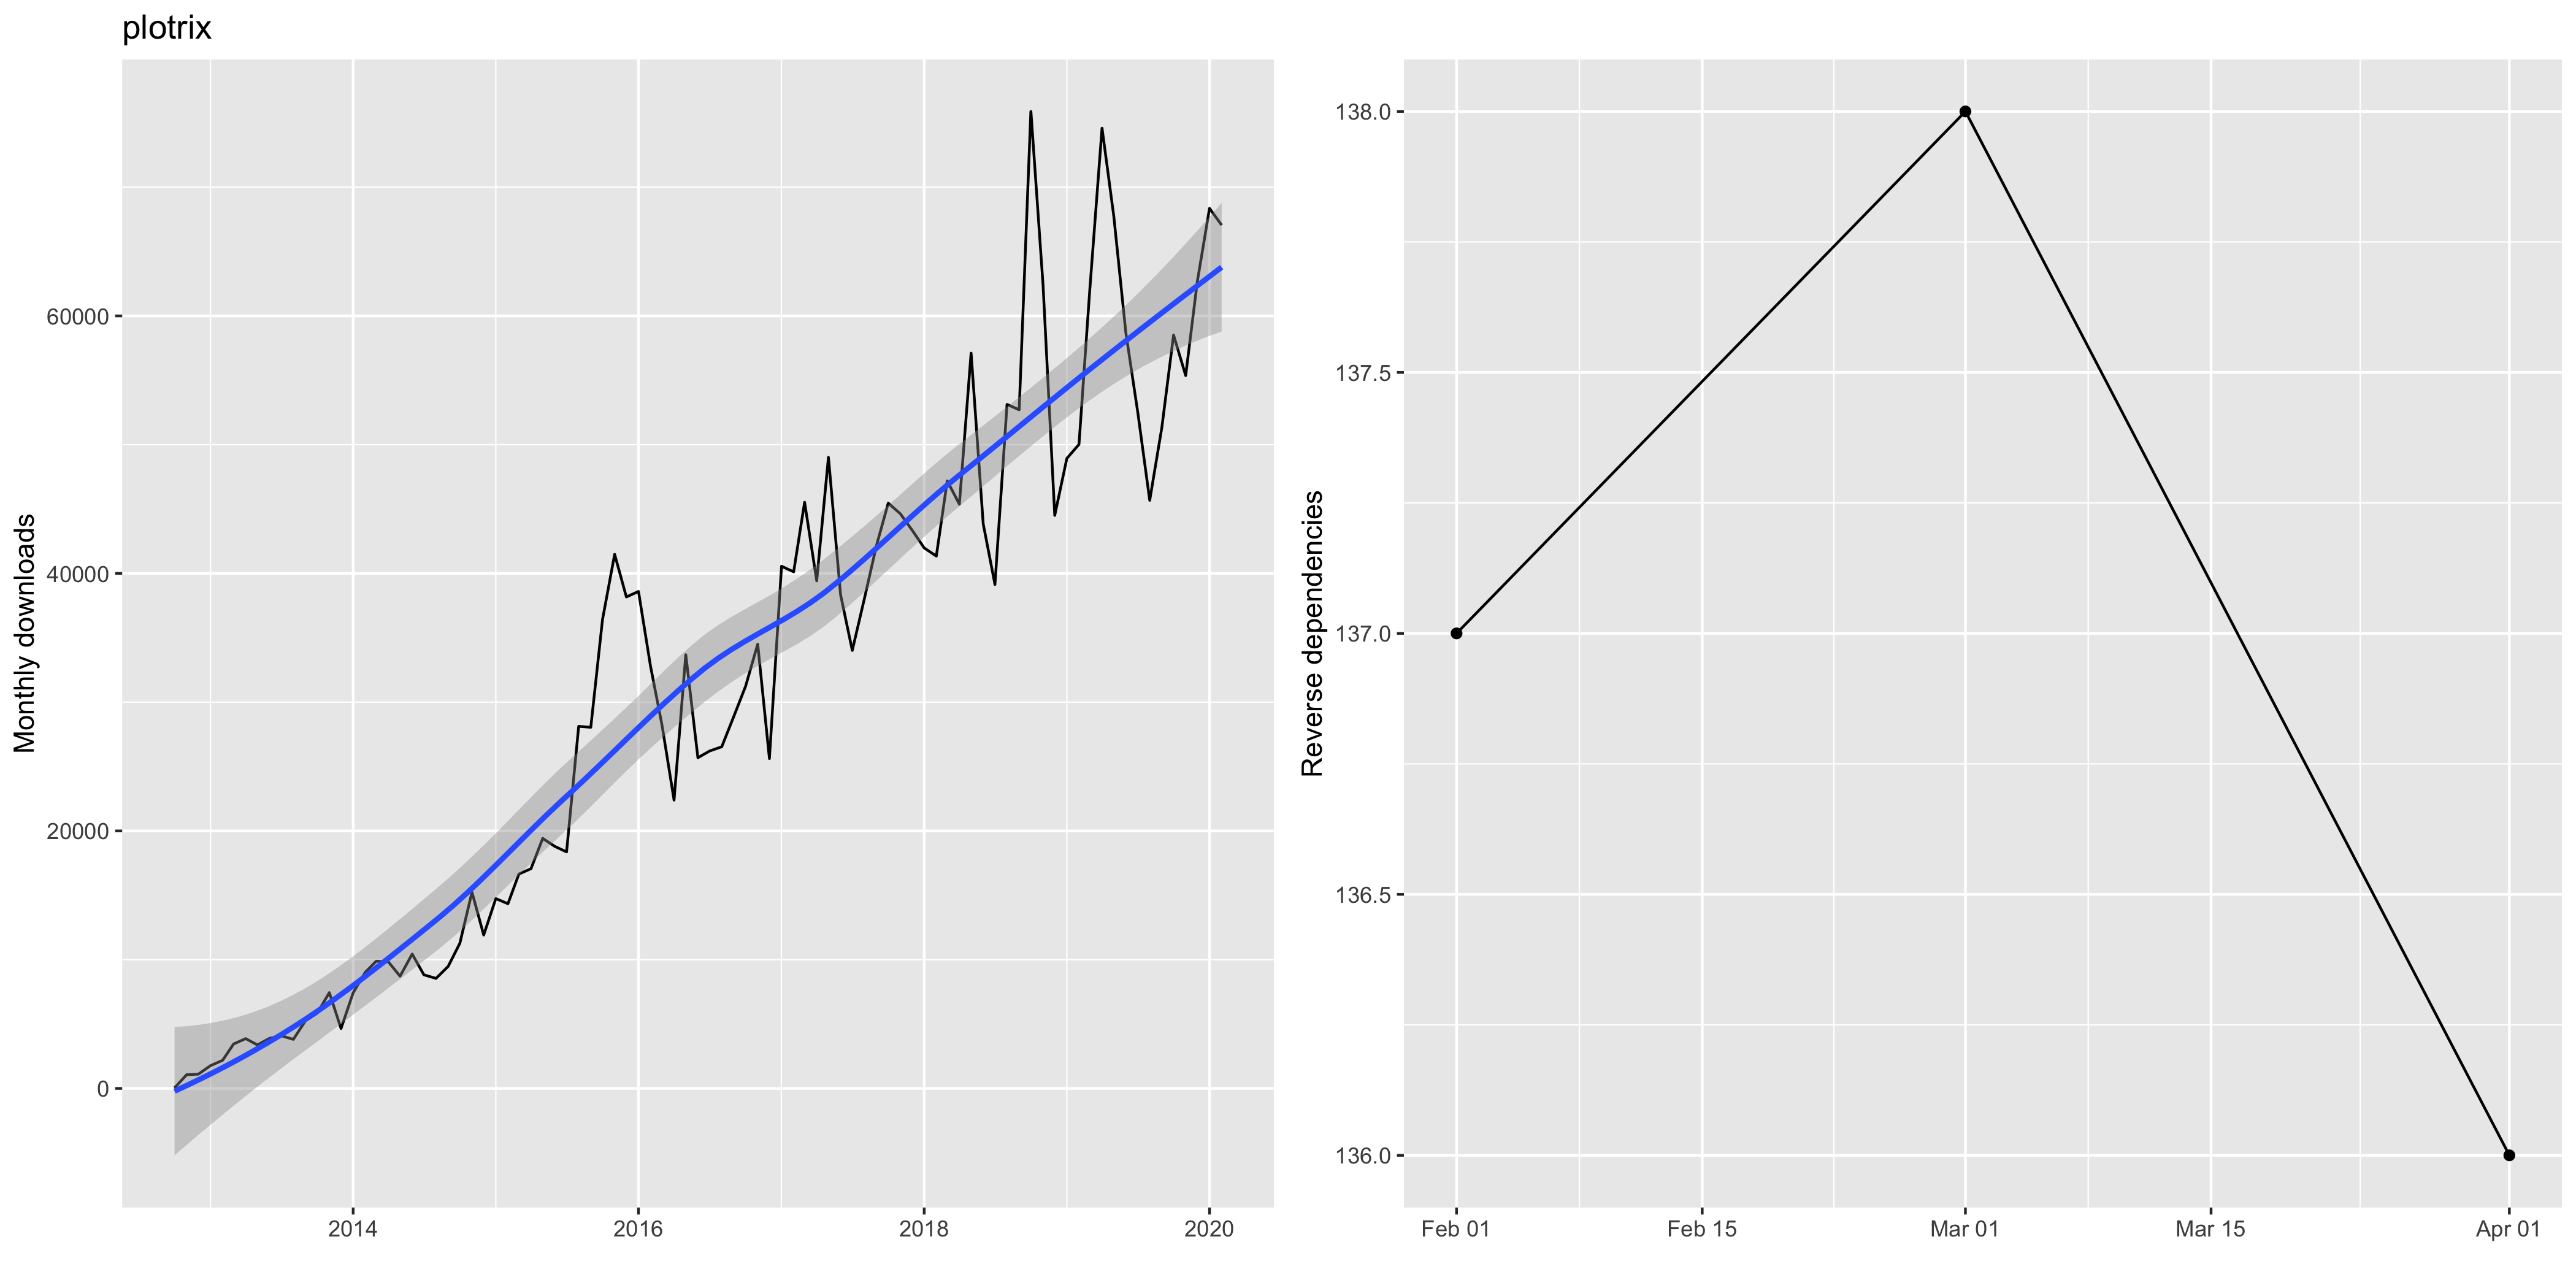 plotrix
Monthly downloads
60000
40000
20000
0
2014
2016
2018
2020
Reverse dependencies
138.0
137.5
137.0
136.5
136.0
Feb 01
Feb 15
Mar 01
Mar 15
Apr 01